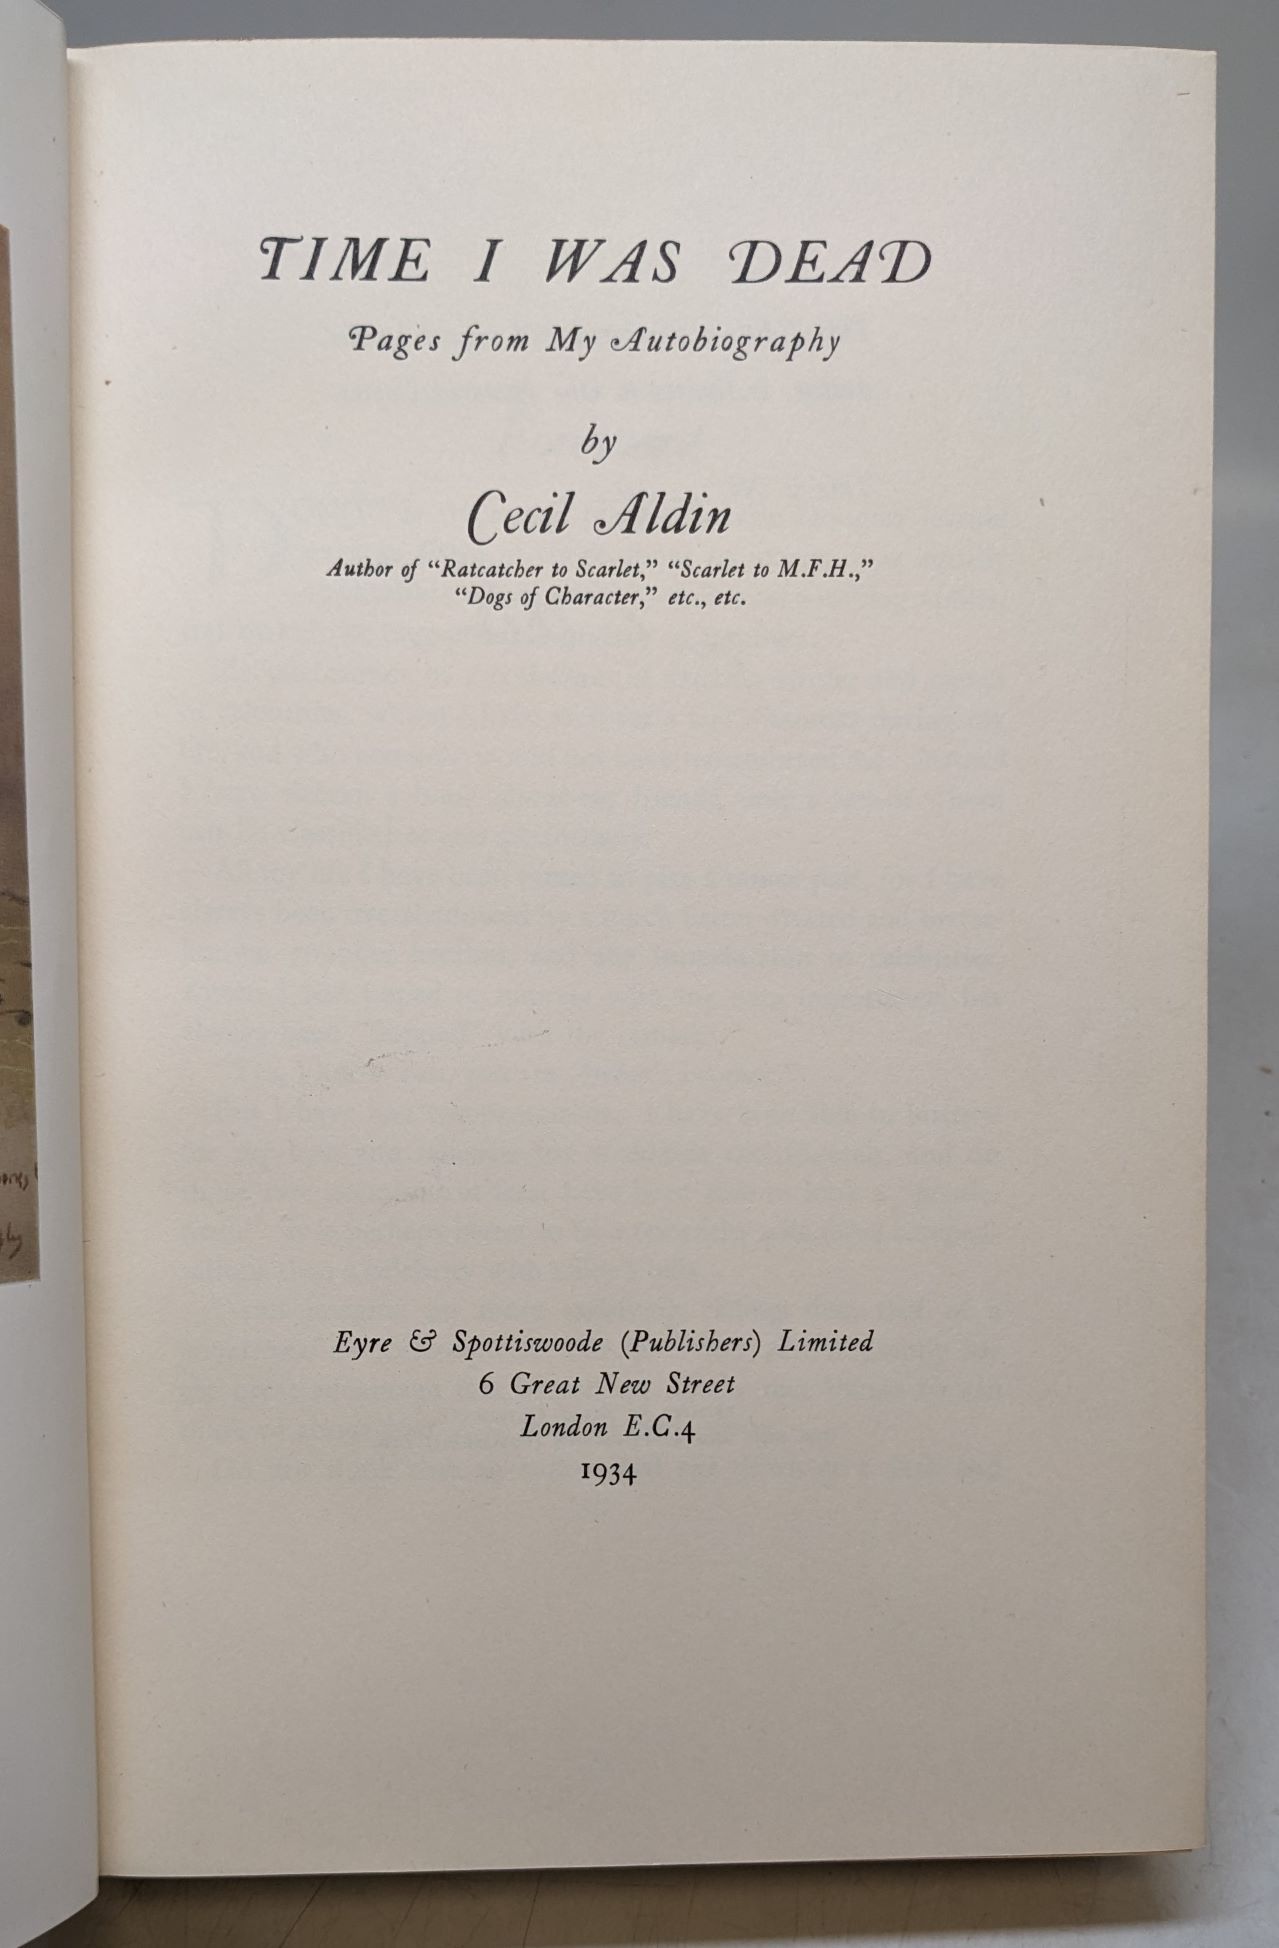 TIME I WAS DEAD
Pages from My Autobiography
by
Cecil Aldin
Author of “Ratcatcher to Scarlet,” “Scarlet to M.F.H.,”
“Dogs of Character,” etc., etc.
Eyre & Spottiswoode (Publishers) Limited
6 Great New Street
London E.C.4
1934